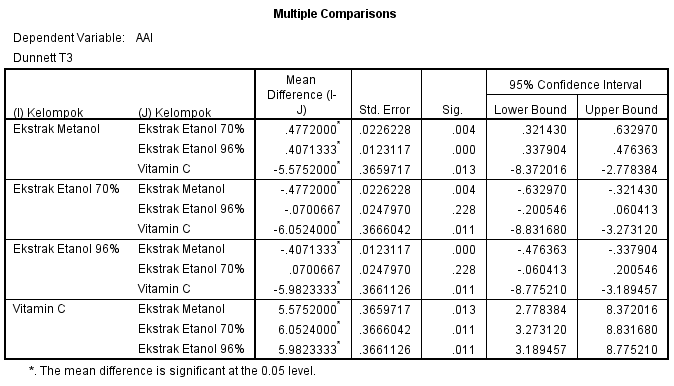 Multiple Comparisons
Dependent Variable: AAI
Dunnett T3
(I) Kelompok (J) Kelompok Mean Difference (I-J) Std. Error Sig. 95% Confidence Interval
Lower Bound Upper Bound
Ekstrak Metanol Ekstrak Etanol 70% .4772000* .0226228 .004 .321430 .632970
Ekstrak Etanol 96% .4071333* .0123117 .000 .337904 .476363
Vitamin C -5.5752000* .3659717 .013 -8.372016 -2.778384
Ekstrak Etanol 70% Ekstrak Metanol -.4772000* .0226228 .004 -.632970 -.321430
Ekstrak Etanol 96% -.0700667 .0247970 .228 -.200546 .060413
Vitamin C -6.0524000* .3666042 .011 -8.831680 -3.273120
Ekstrak Etanol 96% Ekstrak Metanol -.4071333* .0123117 .000 -.476363 -.337904
Ekstrak Etanol 70% .0700667 .0247970 .228 -.060413 .200546
Vitamin C -5.9823333* .3661126 .011 -8.775210 -3.189457
Vitamin C Ekstrak Metanol 5.5752000* .3659717 .013 2.778384 8.372016
Ekstrak Etanol 70% 6.0524000* .3666042 .011 3.273120 8.831680
Ekstrak Etanol 96% 5.9823333* .3661126 .011 3.189457 8.775210
*. The mean difference is significant at the 0.05 level.